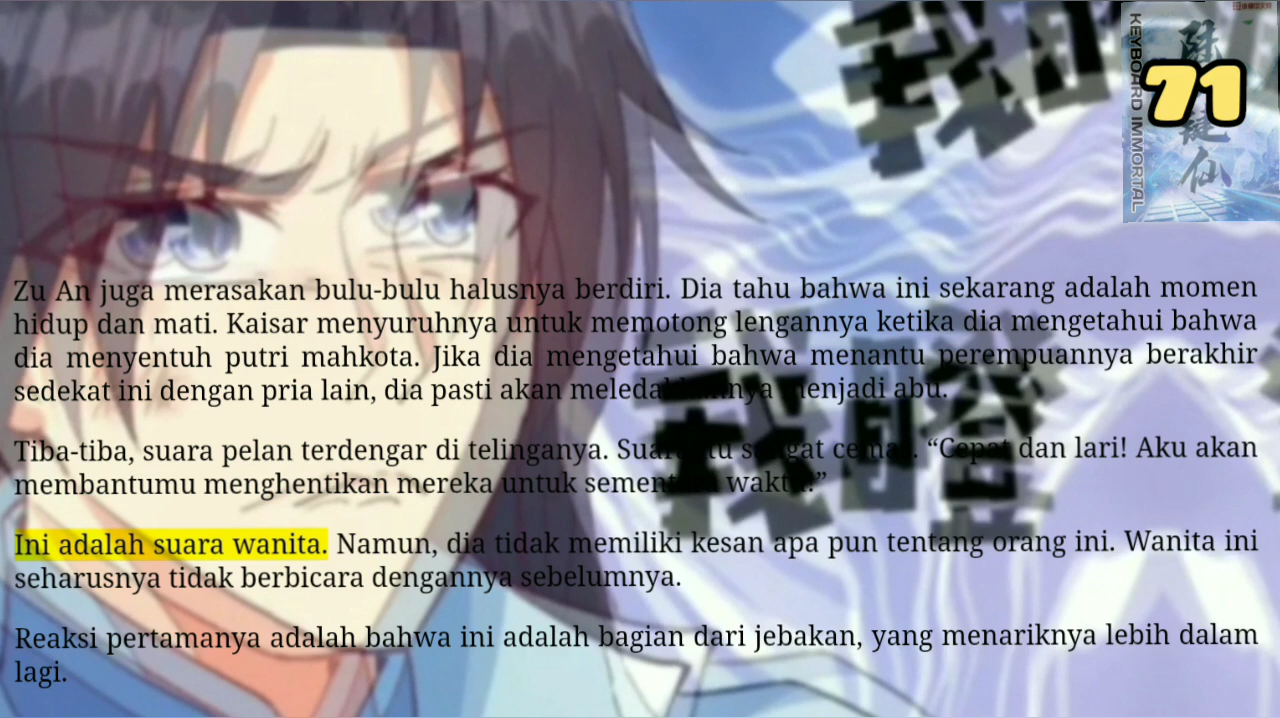 71
KEYBOARD IMMORTAL
Zu An juga merasakan bulu-bulu halusnya berdiri. Dia tahu bahwa ini sekarang adalah momen
hidup dan mati. Kaisar menyuruhnya untuk memotong lengannya ketika dia mengetahui bahwa
dia menyentuh putri mahkota. Jika dia mengetahui bahwa menantu perempuannya berakhir
sedekat ini dengan pria lain, dia pasti akan meledakkannya menjadi abu.
Tiba-tiba, suara pelan terdengar di telinganya. Suara itu sangat cemas. “Cepat dan lari! Aku akan
membantumu menghentikan mereka untuk sementara waktu!”
Ini adalah suara wanita. Namun, dia tidak memiliki kesan apa pun tentang orang ini. Wanita ini
seharusnya tidak berbicara dengannya sebelumnya.
Reaksi pertamanya adalah bahwa ini adalah bagian dari jebakan, yang menariknya lebih dalam
lagi.